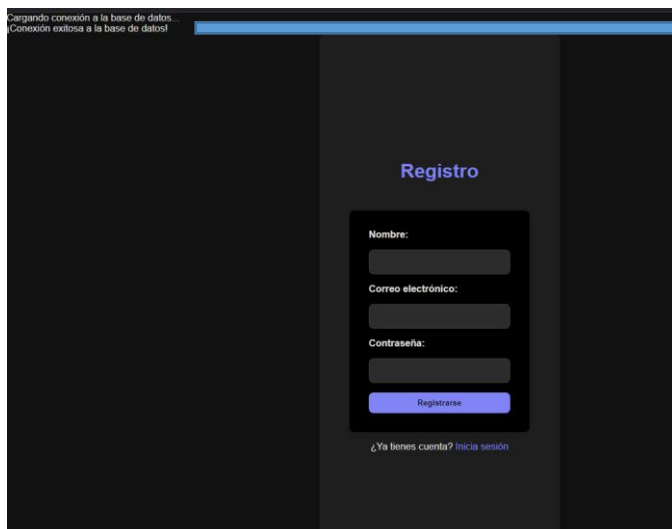 Cargando conexión a la base de datos...
¡Conexión exitosa a la base de datos!
Registro
Nombre:
Correo electrónico:
Contraseña:
Registrarse
¿Ya tienes cuenta? Inicia sesión